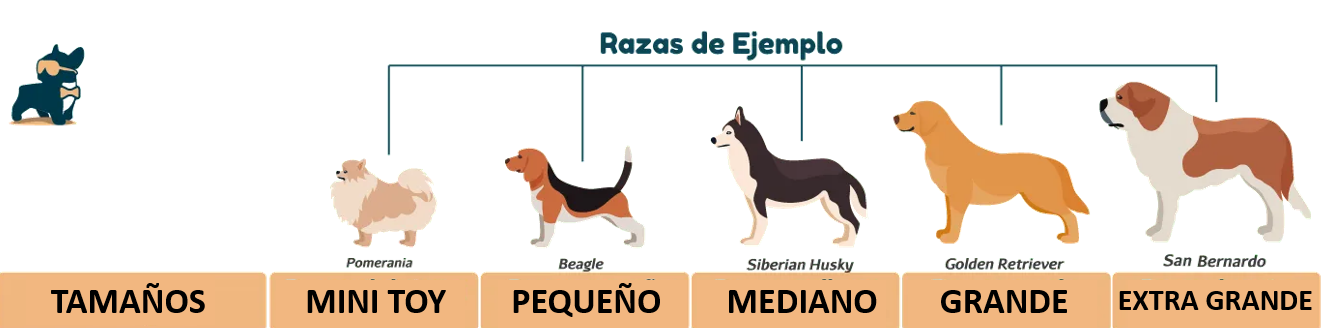 Razas de Ejemplo
Pomerania
Beagle
Siberian Husky
Golden Retriever
San Bernardo
TAMAÑOS
MINI TOY
PEQUEÑO
MEDIANO
GRANDE
EXTRA GRANDE